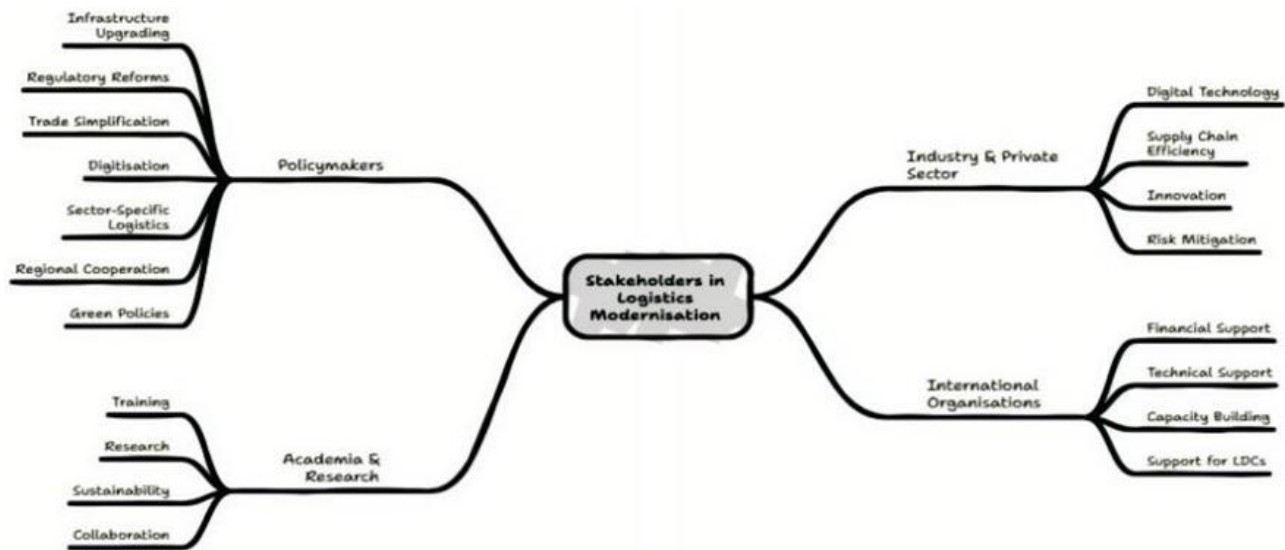 Infrastructure
Upgrading
Regulatory Reforms
Trade Simplification
Digitisation
Sector-Specific
Logistics
Regional Cooperation
Green Policies
Policymakers
Training
Research
Sustainability
Collaboration
Academia &
Research
Stakeholders in
Logistics
Modernisation
Industry & Private
Sector
Digital Technology
Supply Chain
Efficiency
Innovation
Risk Mitigation
International
Organisations
Financial Support
Technical Support
Capacity Building
Support for LDCs